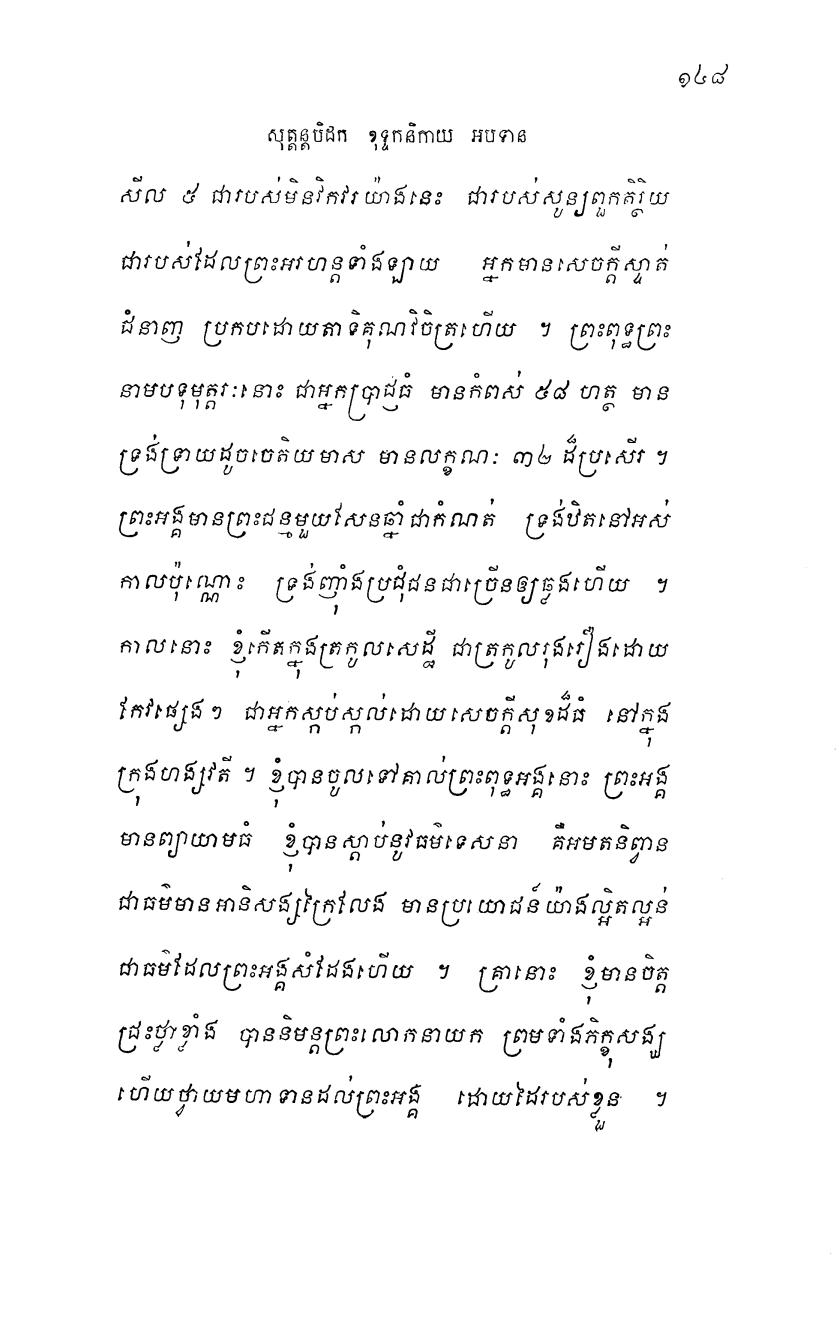 ១៤៨
សុត្តន្តបិដក ខុទ្ទកនិកាយ អបទាន
សីល ៥ ជារបស់មិនវិកវរយ៉ាងនេះ ជារបស់សូន្យពួកតិរ្ថិយ
ជារបស់ដែលព្រះអរហន្តទាំងឡាយ អ្នកមានសេចក្តីស្ទាត់
ជំនាញ ប្រកបដោយតាទិគុណវិចិត្រហើយ ។ ព្រះពុទ្ធព្រះ
នាមបទុមុត្តរៈនោះ ជាអ្នកប្រាជ្ញធំ មានកំពស់ ៥៨ ហត្ថ មាន
ទ្រង់ទ្រាយដូចចេតិយមាស មានលក្ខណៈ ៣២ ដ៏ប្រសើរ ។
ព្រះអង្គមានព្រះជន្មមួយសែនឆ្នាំជាកំណត់ ទ្រង់ឋិតនៅអស់
កាលប៉ុណ្ណោះ ទ្រង់ញ៉ាំងប្រជុំជនជាច្រើនឲ្យឆ្លងហើយ ។
កាលនោះ ខ្ញុំកើតក្នុងត្រកូលសេដ្ឋី ជាត្រកូលរុងរឿងដោយ
កែវផ្សេងៗ ជាអ្នកស្កប់ស្កល់ដោយសេចក្តីសុខដ៏ធំ នៅក្នុង
ក្រុងហង្សវតី ។ ខ្ញុំបានចូលទៅគាល់ព្រះពុទ្ធអង្គនោះ ព្រះអង្គ
មានព្យាយាមធំ ខ្ញុំបានស្តាប់នូវធម៌ទេសនា គឺអមតនិព្វាន
ជាធម៌មានអានិសង្សក្រៃលែង មានប្រយោជន៍យ៉ាងល្អិតល្អន់
ជាធម៌ដែលព្រះអង្គសំដែងហើយ ។ គ្រានោះ ខ្ញុំមានចិត្ត
ជ្រះថ្លាខ្លាំង បាននិមន្តព្រះលោកនាយក ព្រមទាំងភិក្ខុសង្ឃ
ហើយថ្វាយមហាទានដល់ព្រះអង្គ ដោយដៃរបស់ខ្លួន ។